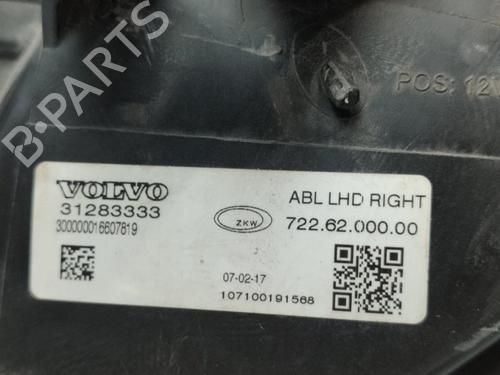 POS: 12V
B-PARTS
VOLVO
31283333
300000016607819
ZKW
ABL LHD RIGHT
722.62.000.00
07-02-17
107100191568